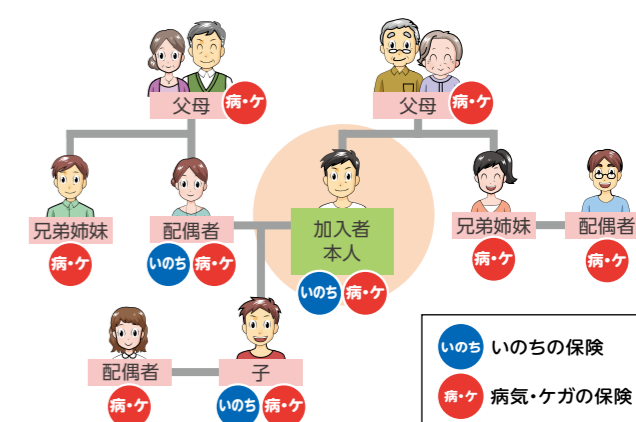 父母 病・ケ
父母 病・ケ
兄弟姉妹
病・ケ
配偶者
いのち 病・ケ
加入者
本人
いのち 病・ケ
兄弟姉妹
病・ケ
配偶者
病・ケ
配偶者
病・ケ
子
いのち 病・ケ
いのち いのちの保険
病・ケ 病気・ケガの保険